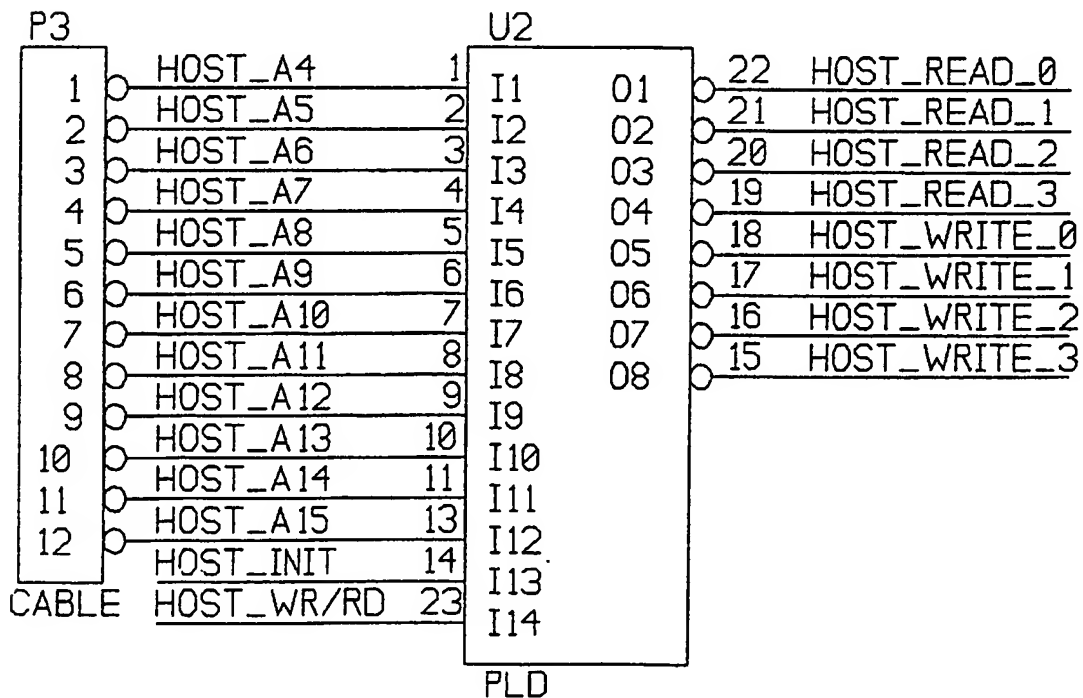 P3 U2
1 HOST_A4 1 I1 O1 22 HOST_READ_0
2 HOST_A5 2 I2 O2 21 HOST_READ_1
3 HOST_A6 3 I3 O3 20 HOST_READ_2
4 HOST_A7 4 I4 O4 19 HOST_READ_3
5 HOST_A8 5 I5 O5 18 HOST_WRITE_0
6 HOST_A9 6 I6 O6 17 HOST_WRITE_1
7 HOST_A10 7 I7 O7 16 HOST_WRITE_2
8 HOST_A11 8 I8 O8 15 HOST_WRITE_3
9 HOST_A12 9 I9
10 HOST_A13 10 I10
11 HOST_A14 11 I11
12 HOST_A15 13 I12
HOST_INIT 14 I13
CABLE HOST_WR/RD 23 I14
PLD